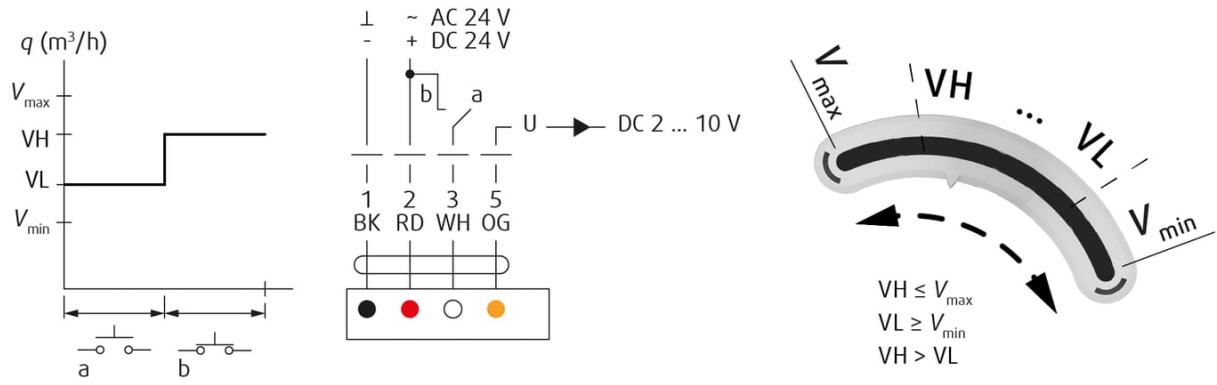 q (m³/h)
Vmax
VH
VL
Vmin
a
b
⊥ ~ AC 24 V
- + DC 24 V
b
a
U
DC 2 ... 10 V
1 2 3 5
BK RD WH OG
Vmax
VH
...
VL
Vmin
VH ≤ Vmax
VL ≥ Vmin
VH > VL